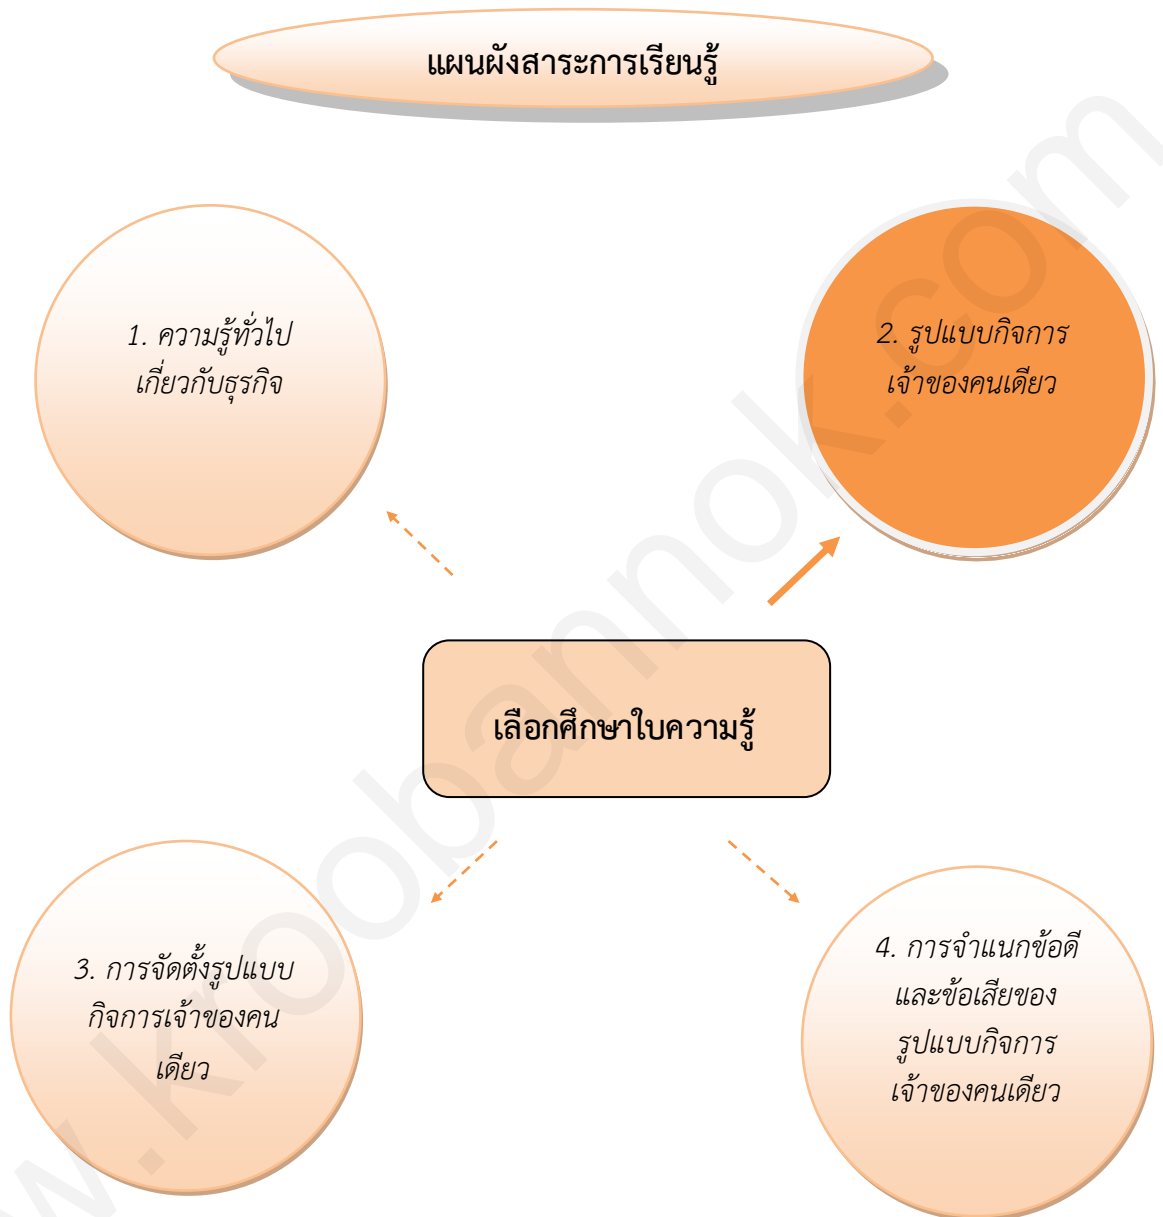 แผนผังสาระการเรียนรู้
1. ความรู้ทั่วไป
เกี่ยวกับธุรกิจ
2. รูปแบบกิจการ
เจ้าของคนเดียว
เลือกศึกษาใบความรู้
3. การจัดตั้งรูปแบบ
กิจการเจ้าของคน
เดียว
4. การจำแนกข้อดี
และข้อเสียของ
รูปแบบกิจการ
เจ้าของคนเดียว
w.kroobannok.com